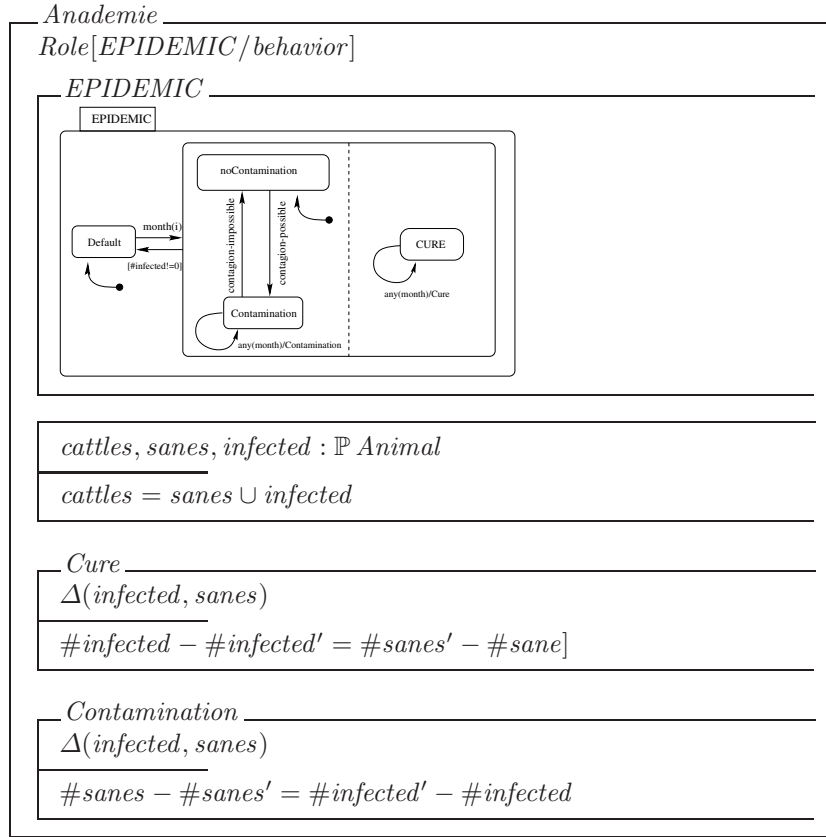 Anademie
Role[EPIDEMIC/behavior]
EPIDEMIC
EPIDEMIC
noContamination
month(i)
Default
[#infected!=0]
contagion-impossible
contagion-possible
CURE
any(month)/Cure
Contamination
any(month)/Contamination
cattles, sanes, infected : ℙ Animal
cattles = sanes ∪ infected
Cure
Δ(infected, sanes)
#infected − #infected′ = #sanes′ − #sane]
Contamination
Δ(infected, sanes)
#sanes − #sanes′ = #infected′ − #infected